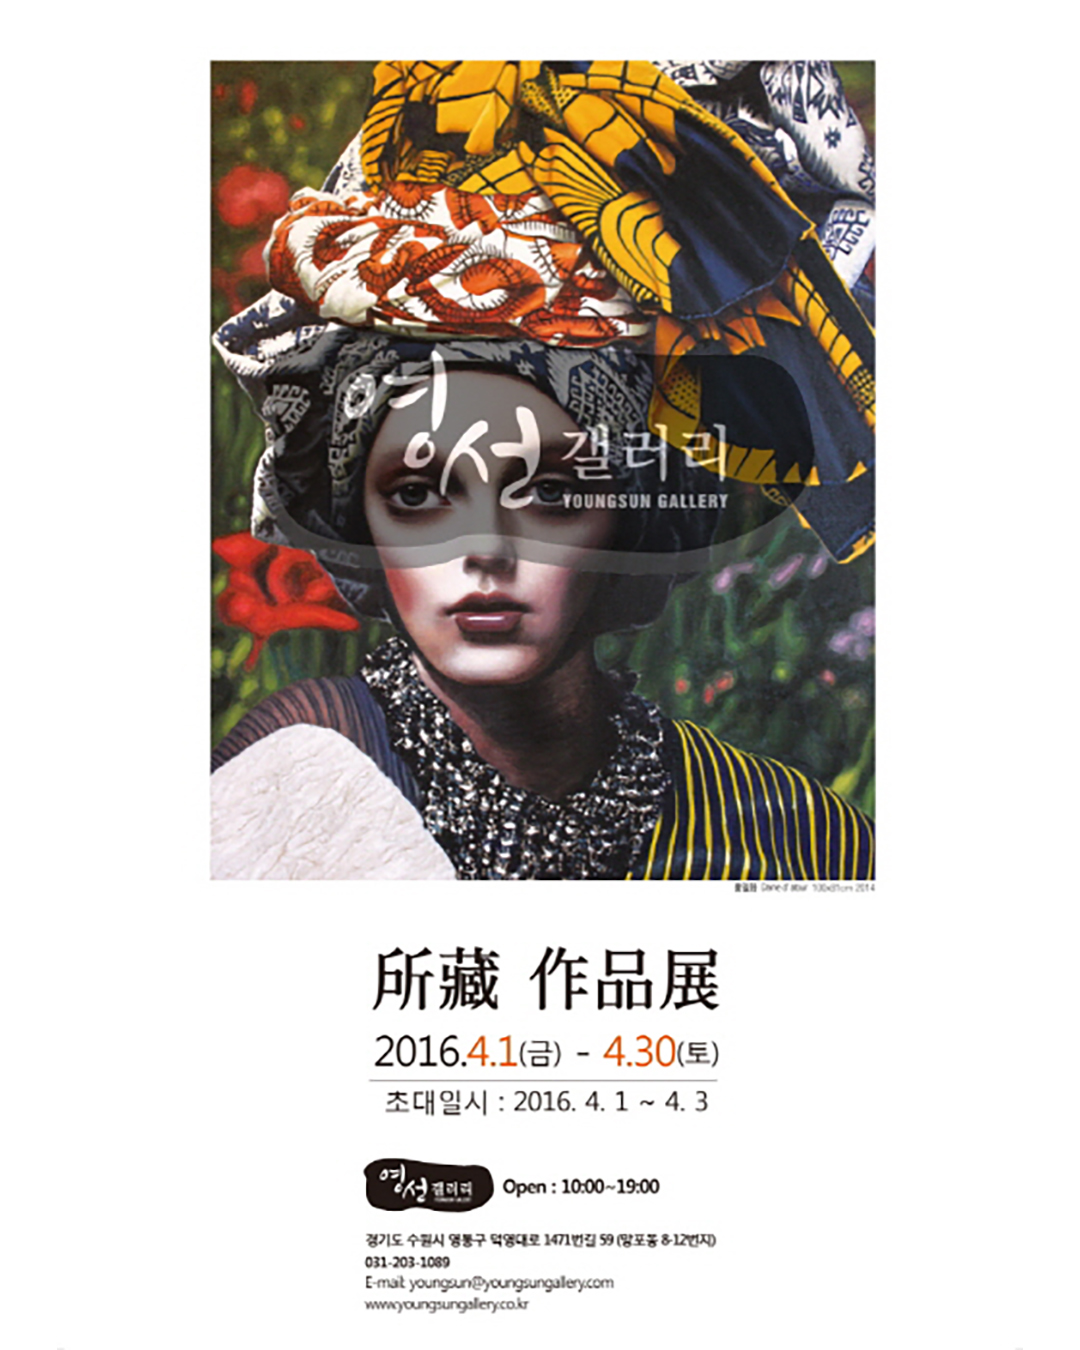 영선 갤러리
YOUNGSUN GALLERY
100x81cm 2014
所藏 作品展
2016.4.1(금) - 4.30(토)
초대일시 : 2016. 4. 1 ~ 4. 3
영선 갤러리
YOUNGSUN GALLERY
Open : 10:00~19:00
경기도 수원시 영통구 덕영대로 1471번길 59 (망포동 8-12번지)
031-203-1089
E-mail: youngsun@youngsungallery.com
www.youngsungallery.co.kr